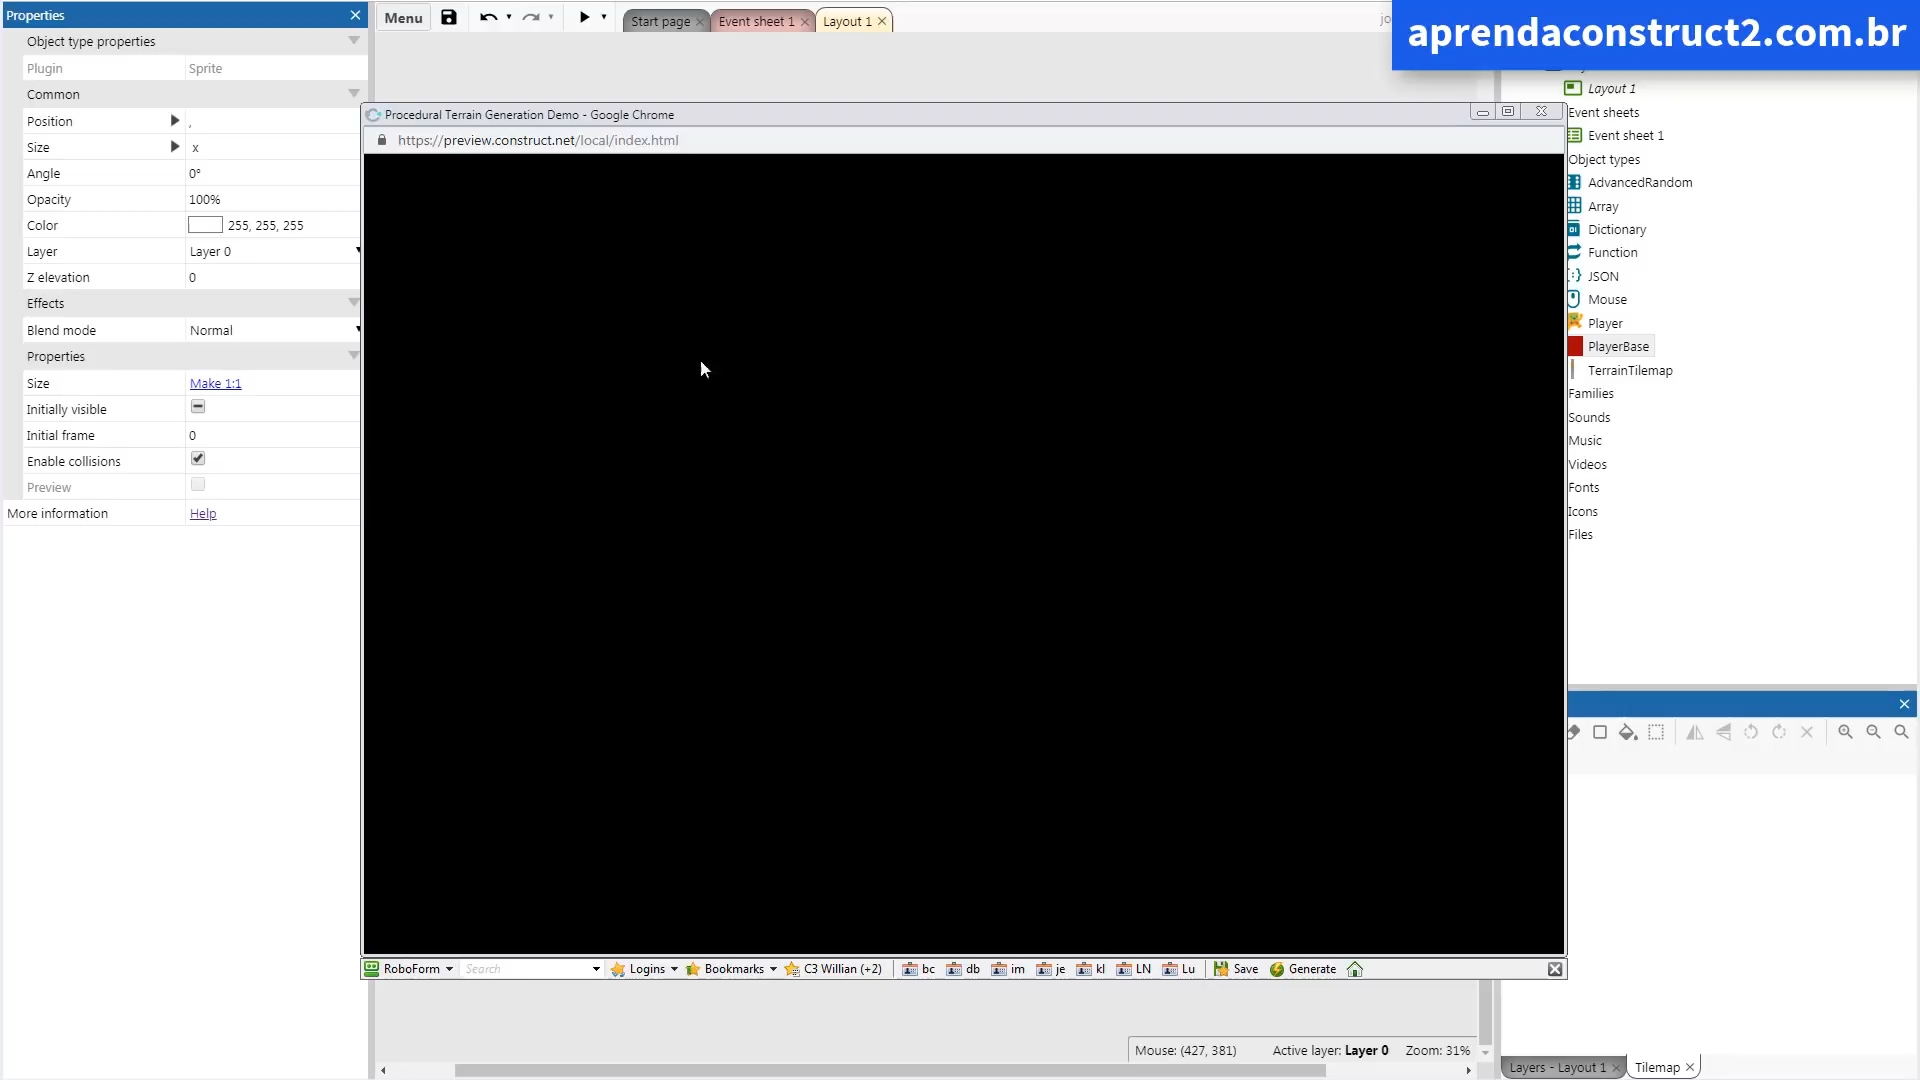 Properties
Object type properties
Plugin Sprite
Common
Position ,
Size x
Angle 0°
Opacity 100%
Color 255, 255, 255
Layer Layer 0
Z elevation 0
Effects
Blend mode Normal
Properties
Size Make 1:1
Initially visible
Initial frame 0
Enable collisions
Preview
More information Help
Menu
Start page
Event sheet 1
Layout 1
aprendaconstruct2.com.br
Procedural Terrain Generation Demo - Google Chrome
https://preview.construct.net/local/index.html
RoboForm Search Logins Bookmarks C3 Willian (+2) bc db im je kl LN Lu Save Generate
Mouse: (427, 381) Active layer: Layer 0 Zoom: 31%
Layout 1
Event sheets
Event sheet 1
Object types
AdvancedRandom
Array
Dictionary
Function
JSON
Mouse
Player
PlayerBase
TerrainTilemap
Families
Sounds
Music
Videos
Fonts
Icons
Files
Layers - Layout 1
Tilemap